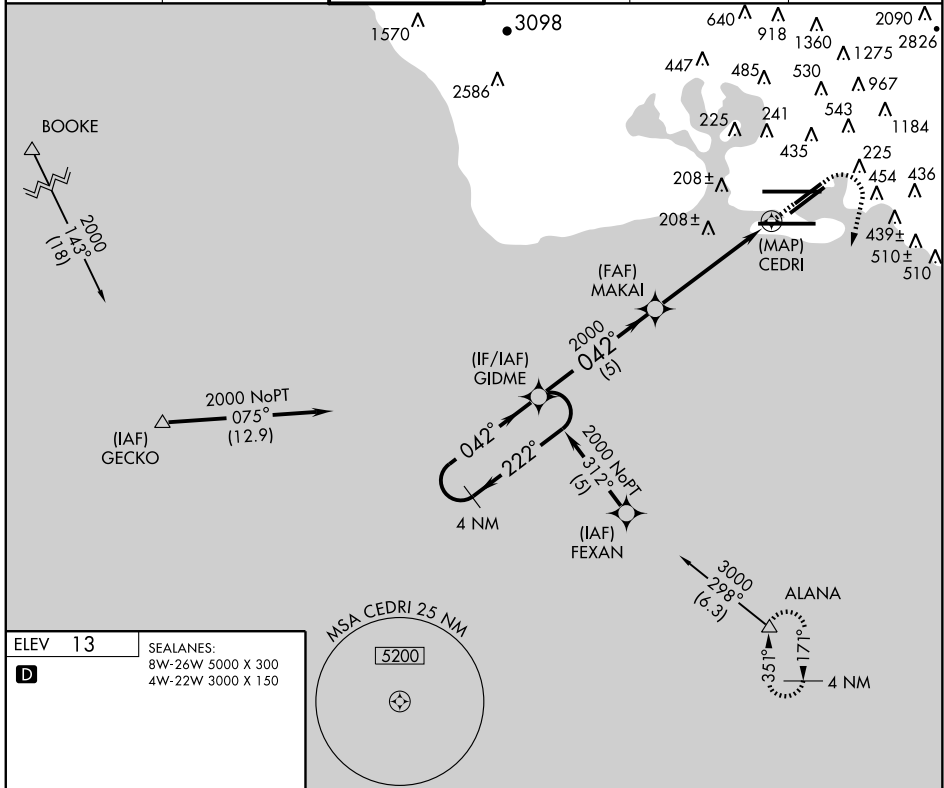 1570
3098
640
918
1360
2090
2826
1275
2586
447
485
530
967
225
241
435
543
1184
225
208±
454
436
208±
439±
510±
510
BOOKE
2000
143°
(18)
(MAP)
CEDRI
(FAF)
MAKAI
2000
042°
(5)
(IF/IAF)
GIDME
2000 NoPT
075°
(12.9)
(IAF)
GECKO
042°
222°
4 NM
2000 NoPT
312°
(5)
(IAF)
FEXAN
3000
298°
(6.3)
ALANA
351°
171°
4 NM
MSA CEDRI 25 NM
5200
ELEV 13
D
SEALANES:
8W-26W 5000 X 300
4W-22W 3000 X 150